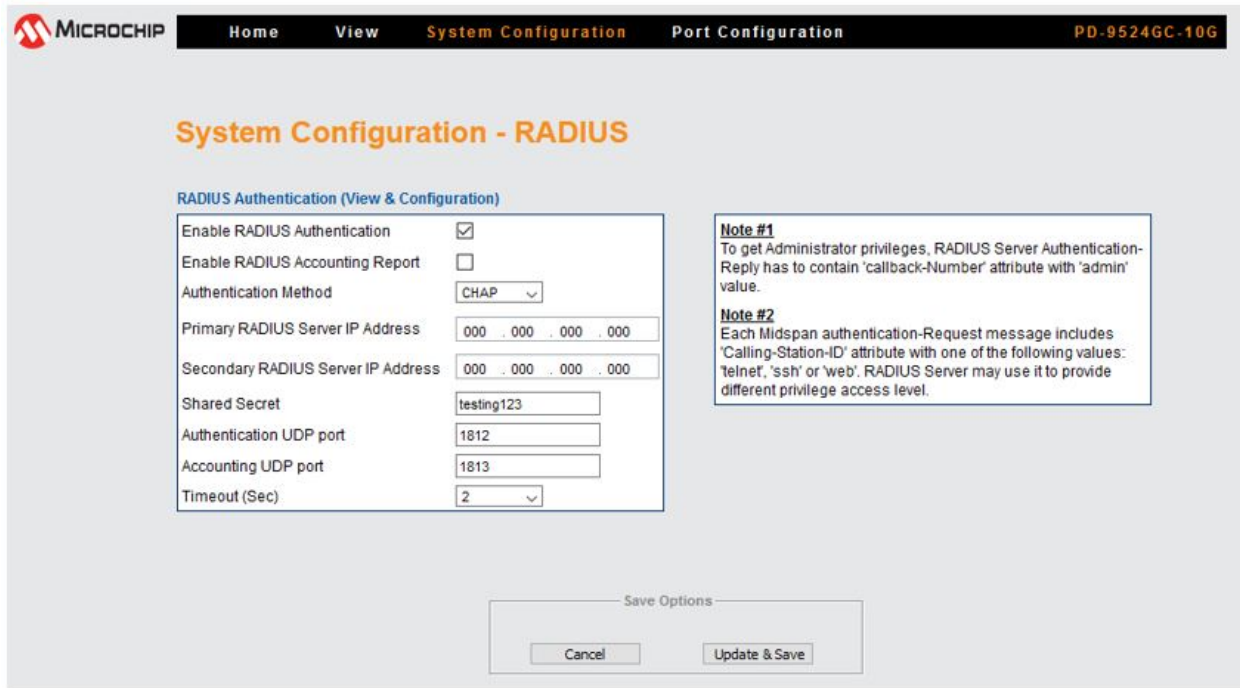 MICROCHIP
Home View System Configuration Port Configuration PD-9524GC-10G
System Configuration - RADIUS
RADIUS Authentication (View & Configuration)
Enable RADIUS Authentication
Enable RADIUS Accounting Report
Authentication Method CHAP
Primary RADIUS Server IP Address 000 . 000 . 000 . 000
Secondary RADIUS Server IP Address 000 . 000 . 000 . 000
Shared Secret testing123
Authentication UDP port 1812
Accounting UDP port 1813
Timeout (Sec) 2
Note #1
To get Administrator privileges, RADIUS Server Authentication-
Reply has to contain 'callback-Number' attribute with 'admin'
value.
Note #2
Each Midspan authentication-Request message includes
'Calling-Station-ID' attribute with one of the following values:
'telnet', 'ssh' or 'web'. RADIUS Server may use it to provide
different privilege access level.
Save Options
Cancel Update & Save